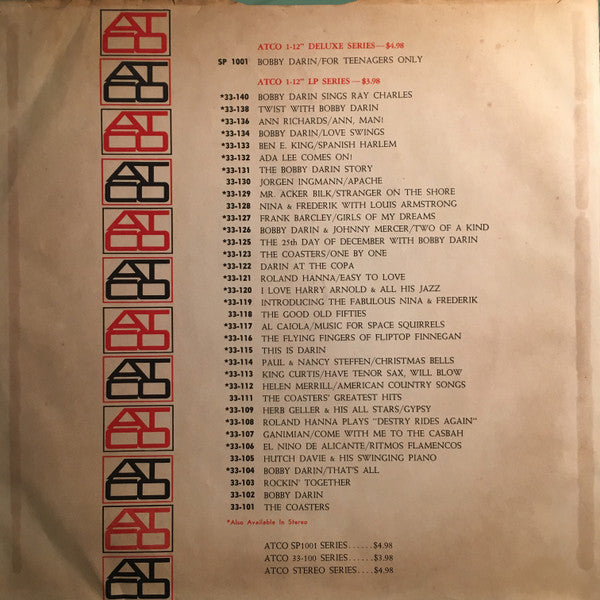 ATCO 1-12" DELUXE SERIES—$4.98
SP 1001 BOBBY DARIN/FOR TEENAGERS ONLY
ATCO 1-12" LP SERIES—$3.98
*33-140 BOBBY DARIN SINGS RAY CHARLES
*33-138 TWIST WITH BOBBY DARIN
*33-136 ANN RICHARDS/ANN, MAN!
*33-134 BOBBY DARIN/LOVE SWINGS
*33-133 BEN E. KING/SPANISH HARLEM
*33-132 ADA LEE COMES ON!
*33-131 THE BOBBY DARIN STORY
33-130 JORGEN INGMANN/APACHE
*33-129 MR. ACKER BILK/STRANGER ON THE SHORE
33-128 NINA & FREDERIK WITH LOUIS ARMSTRONG
*33-127 FRANK BARCLEY/GIRLS OF MY DREAMS
*33-126 BOBBY DARIN & JOHNNY MERCER/TWO OF A KIND
*33-125 THE 25th DAY OF DECEMBER WITH BOBBY DARIN
*33-123 THE COASTERS/ONE BY ONE
*33-122 DARIN AT THE COPA
*33-121 ROLAND HANNA/EASY TO LOVE
*33-120 I LOVE HARRY ARNOLD & ALL HIS JAZZ
*33-119 INTRODUCING THE FABULOUS NINA & FREDERIK
33-118 THE GOOD OLD FIFTIES
*33-117 AL CAIOLA/MUSIC FOR SPACE SQUIRRELS
*33-116 THE FLYING FINGERS OF FLIPTOP FINNEGAN
*33-115 THIS IS DARIN
*33-114 PAUL & NANCY STEFFEN/CHRISTMAS BELLS
*33-113 KING CURTIS/HAVE TENOR SAX, WILL BLOW
*33-112 HELEN MERRILL/AMERICAN COUNTRY SONGS
33-111 THE COASTERS' GREATEST HITS
*33-109 HERB GELLER & HIS ALL STARS/GYPSY
*33-108 ROLAND HANNA PLAYS "DESTRY RIDES AGAIN"
*33-107 GANIMIAN/COME WITH ME TO THE CASBAH
*33-106 EL NINO DE ALICANTE/RITMOS FLAMENCOS
33-105 HUTCH DAVIE & HIS SWINGING PIANO
*33-104 BOBBY DARIN/THAT'S ALL
33-103 ROCKIN' TOGETHER
33-102 BOBBY DARIN
33-101 THE COASTERS
*Also Available In Stereo
ATCO SP1001 SERIES......$4.98
ATCO 33-100 SERIES......$3.98
ATCO STEREO SERIES....$4.98
ATCO
ATCO
ATCO
ATCO
ATCO
ATCO
ATCO
ATCO
ATCO
ATCO
ATCO
ATCO